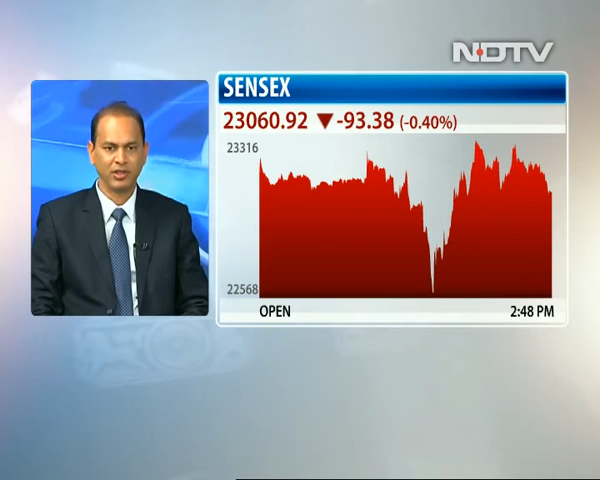 NDTV
SENSEX
23060.92 ▼ -93.38 (-0.40%)
23316
22568
OPEN 2:48 PM